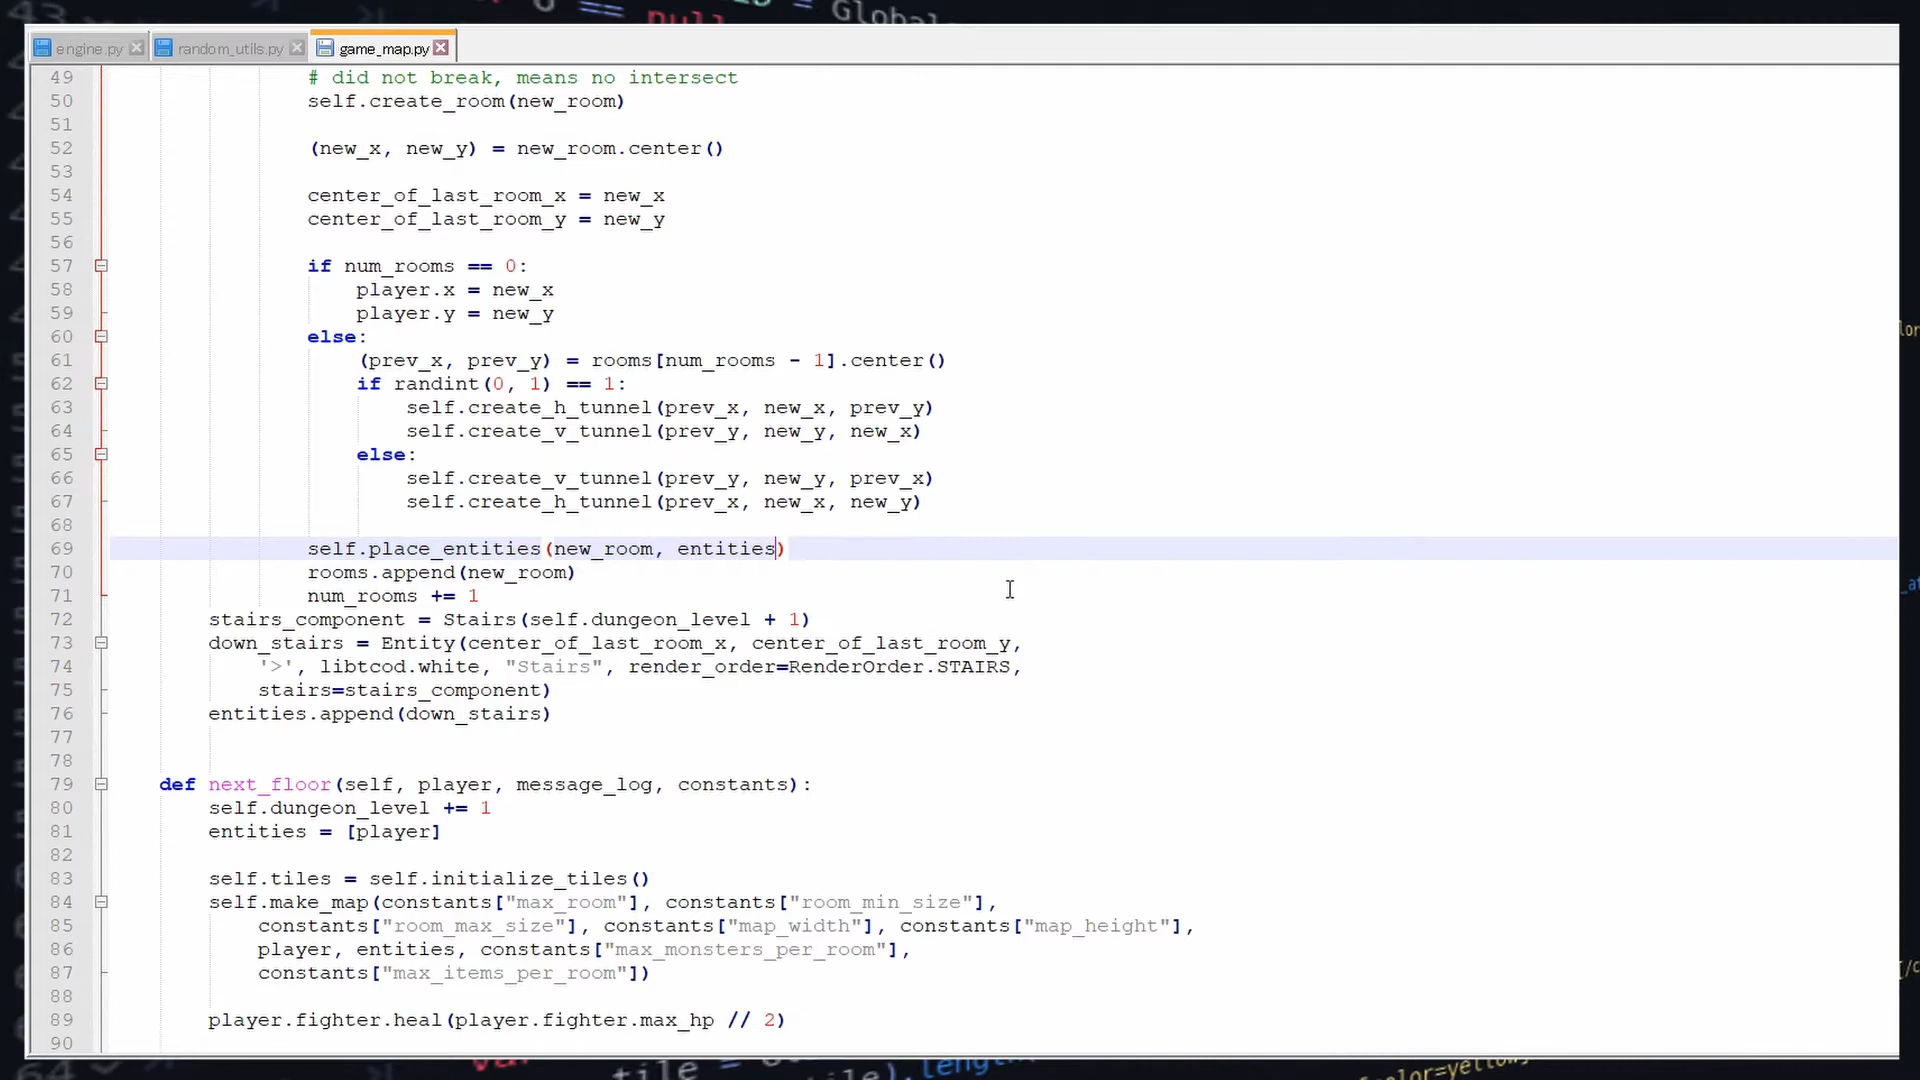 == null
Global
engine.py
random_utils.py
game_map.py
49 # did not break, means no intersect
50 self.create_room(new_room)
51
52 (new_x, new_y) = new_room.center()
53
54 center_of_last_room_x = new_x
55 center_of_last_room_y = new_y
56
57 if num_rooms == 0:
58 player.x = new_x
59 player.y = new_y
60 else:
61 (prev_x, prev_y) = rooms[num_rooms - 1].center()
62 if randint(0, 1) == 1:
63 self.create_h_tunnel(prev_x, new_x, prev_y)
64 self.create_v_tunnel(prev_y, new_y, new_x)
65 else:
66 self.create_v_tunnel(prev_y, new_y, prev_x)
67 self.create_h_tunnel(prev_x, new_x, new_y)
68
69 self.place_entities(new_room, entities)
70 rooms.append(new_room)
71 num_rooms += 1
72 stairs_component = Stairs(self.dungeon_level + 1)
73 down_stairs = Entity(center_of_last_room_x, center_of_last_room_y,
74 '>', libtcod.white, "Stairs", render_order=RenderOrder.STAIRS,
75 stairs=stairs_component)
76 entities.append(down_stairs)
77
78
79 def next_floor(self, player, message_log, constants):
80 self.dungeon_level += 1
81 entities = [player]
82
83 self.tiles = self.initialize_tiles()
84 self.make_map(constants["max_room"], constants["room_min_size"],
85 constants["room_max_size"], constants["map_width"], constants["map_height"],
86 player, entities, constants["max_monsters_per_room"],
87 constants["max_items_per_room"])
88
89 player.fighter.heal(player.fighter.max_hp // 2)
90